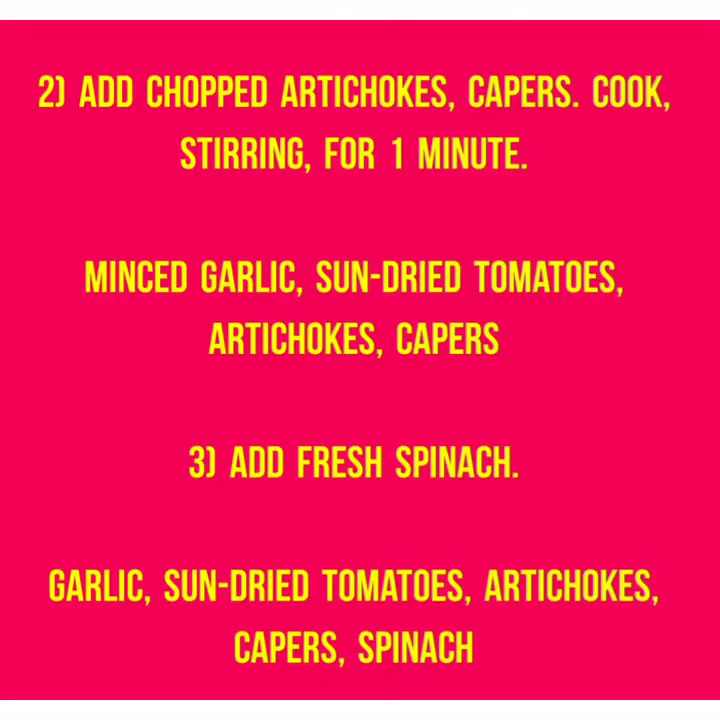 2) ADD CHOPPED ARTICHOKES, CAPERS. COOK,
STIRRING, FOR 1 MINUTE.
MINCED GARLIC, SUN-DRIED TOMATOES,
ARTICHOKES, CAPERS
3) ADD FRESH SPINACH.
GARLIC, SUN-DRIED TOMATOES, ARTICHOKES,
CAPERS, SPINACH